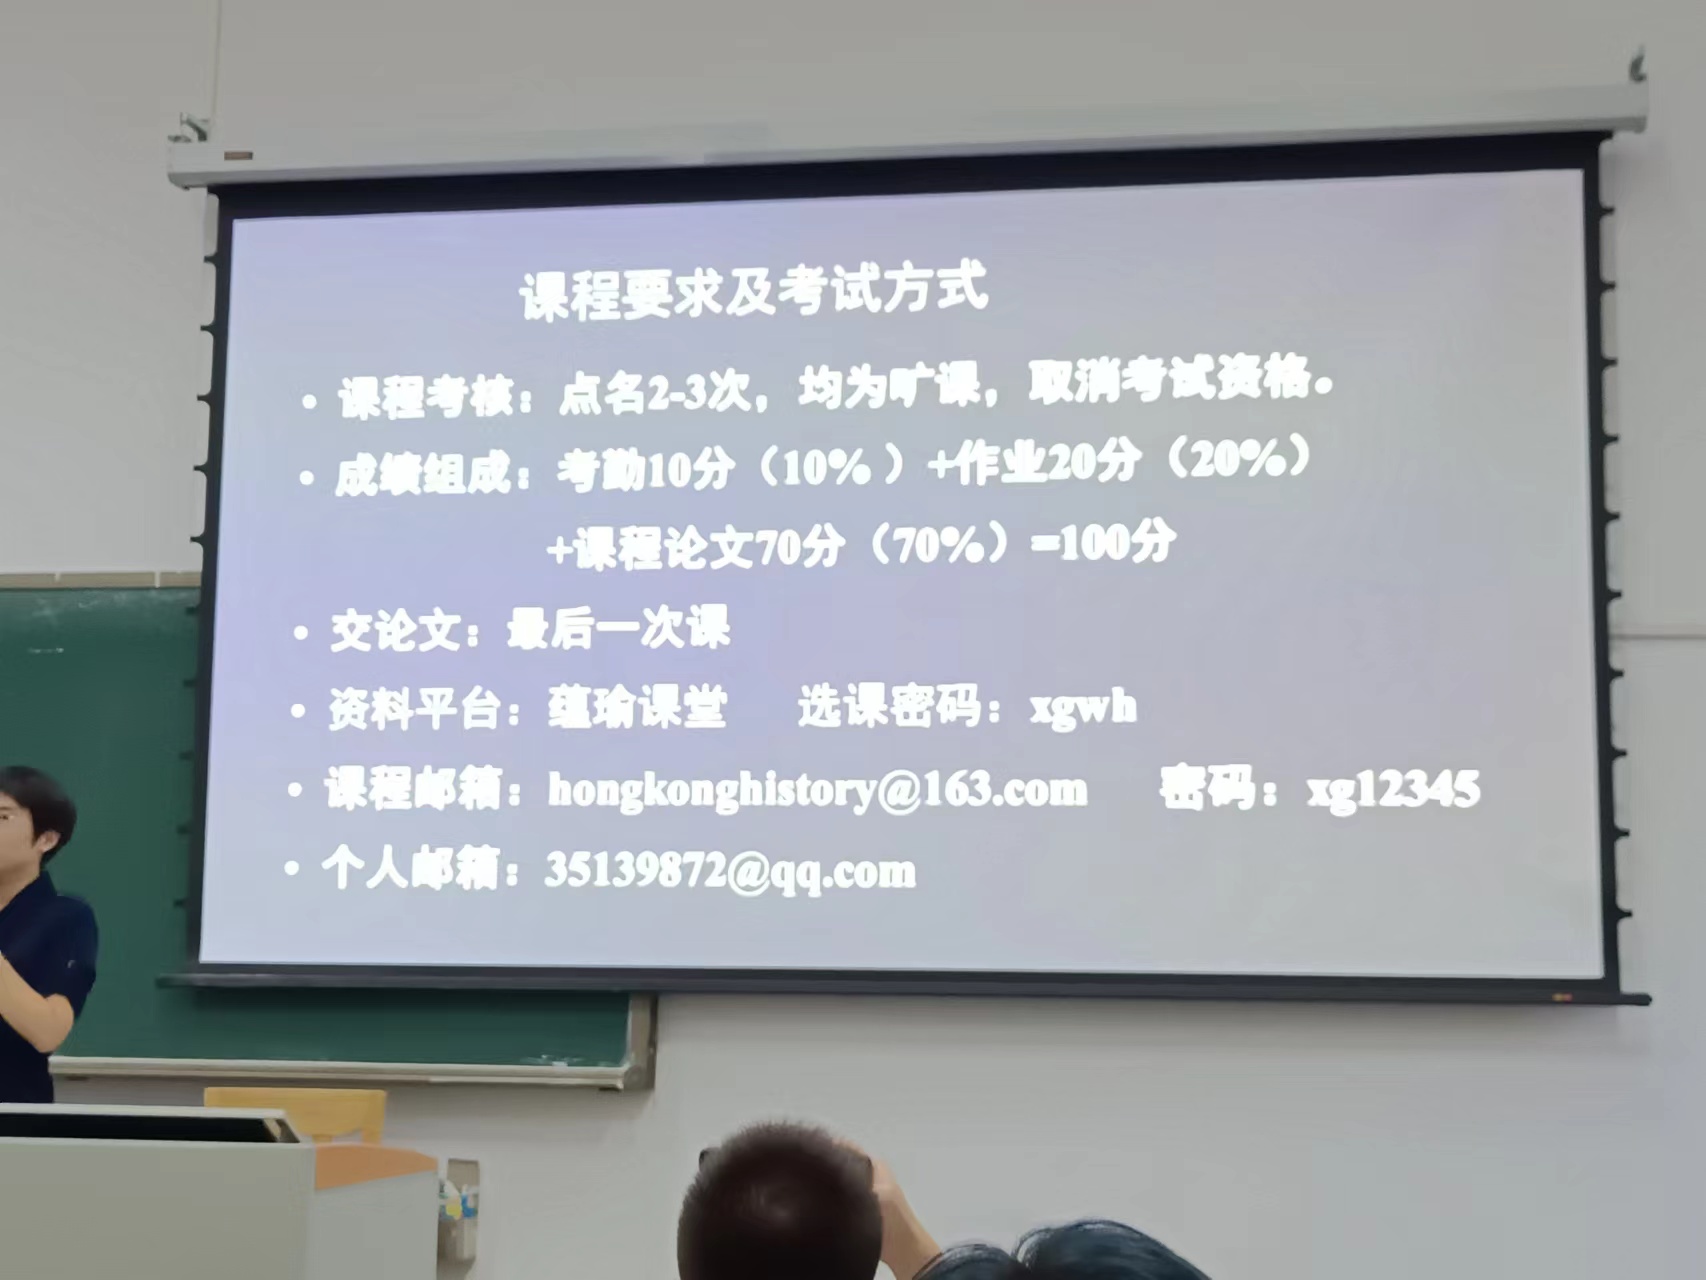 课程要求及考试方式
• 课程考核：点名2-3次，均为旷课，取消考试资格。
• 成绩组成：考勤10分（10% ）+作业20分（20%）
+课程论文70分（70%）=100分
• 交论文：最后一次课
• 资料平台：蕴瑜课堂 选课密码：xgwh
• 课程邮箱：hongkonghistory@163.com 密码：xg12345
• 个人邮箱：35139872@qq.com